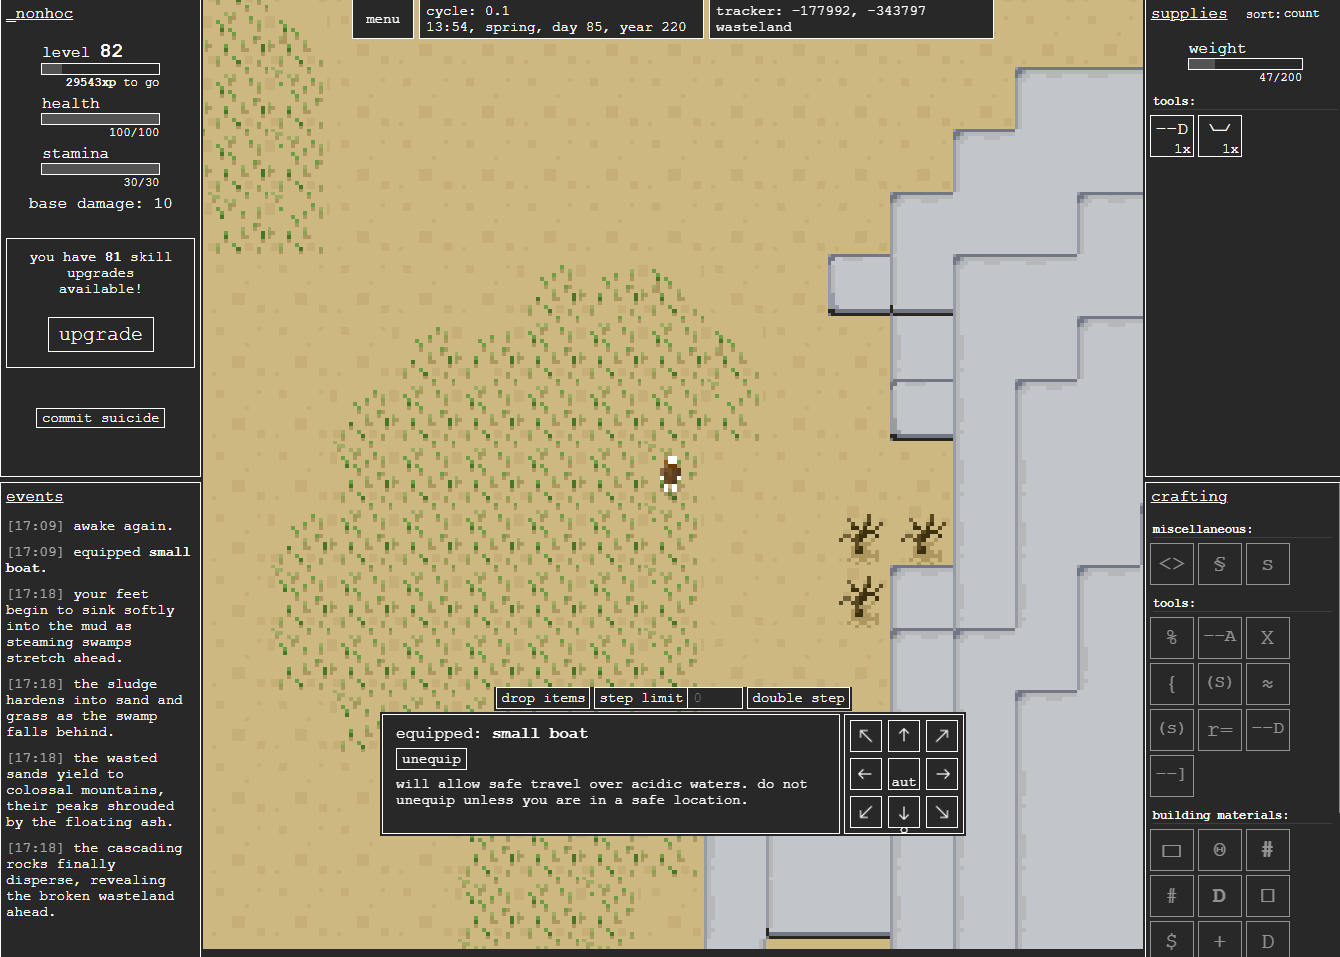 _nonhoc
level 82
29543xp to go
health
100/100
stamina
30/30
base damage: 10
you have 81 skill
upgrades
available!
upgrade
commit suicide
events
[17:09] awake again.
[17:09] equipped small
boat.
[17:18] your feet
begin to sink softly
into the mud as
steaming swamps
stretch ahead.
[17:18] the sludge
hardens into sand and
grass as the swamp
falls behind.
[17:18] the wasted
sands yield to
colossal mountains,
their peaks shrouded
by the floating ash.
[17:18] the cascading
rocks finally
disperse, revealing
the broken wasteland
ahead.
menu
cycle: 0.1
13:54, spring, day 85, year 220
tracker: -177992, -343797
wasteland
drop items
step limit 0
double step
equipped: small boat
unequip
will allow safe travel over acidic waters. do not
unequip unless you are in a safe location.
↖ ↑ ↗
← aut →
↙ ↓ ↘
o
supplies sort: count
weight
47/200
tools:
--D
1x
1x
crafting
miscellaneous:
<> § s
tools:
% --A X
{ (S) ≈
(s) r= --D
--]
building materials:
□ Θ #
# D □
$ + D